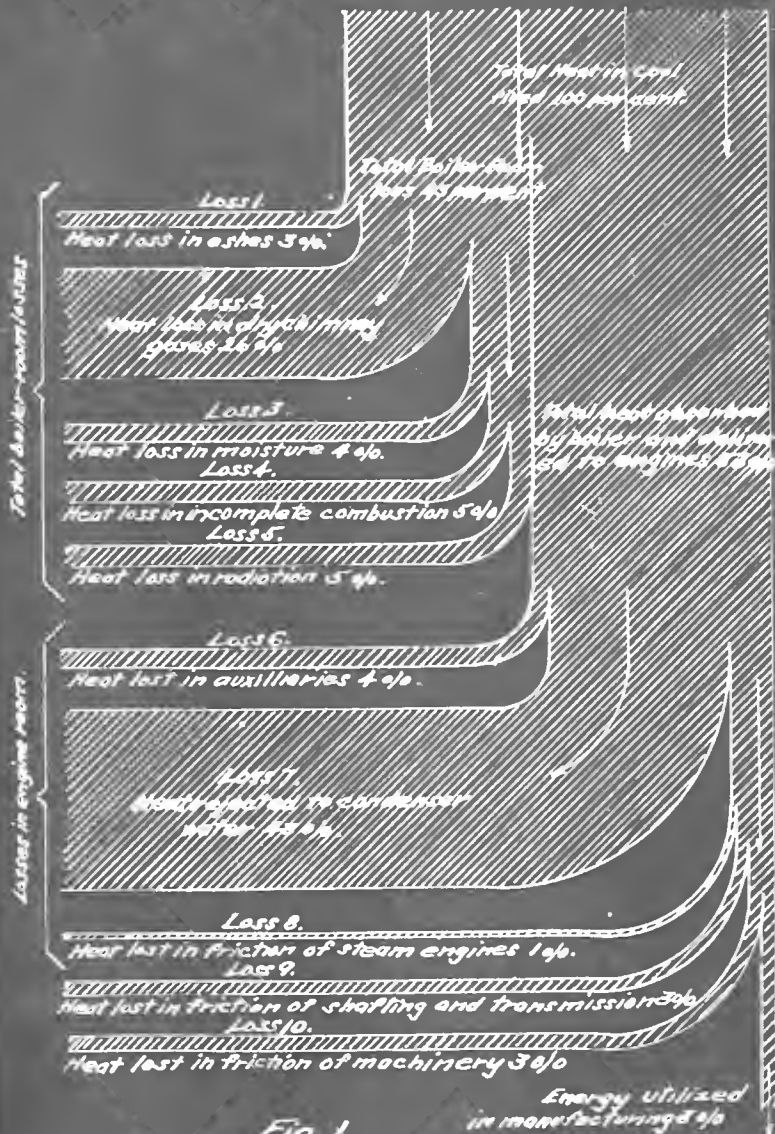 Total Heat in Coal
fired 100 per cent.
Total Boiler Room
loss 43 per cent
Loss 1.
Heat loss in ashes 3%.
Loss 2.
Heat loss in dry chimney
gases 26%
Loss 3.
Heat loss in moisture 4%.
Loss 4.
Heat loss in incomplete combustion 5%
Loss 5.
Heat loss in radiation 5%.
Total boiler-room losses
Total heat absorbed
by boiler and deliver
ed to engines
Loss 6.
Heat lost in auxilliaries 4%.
Loss 7.
Heat rejected to condenser
water 43%.
Loss 8.
Heat lost in friction of steam engines 1%.
Losses in engine room.
Loss 9.
Heat lost in friction of shafting and transmission 3%
Loss 10.
Heat lost in friction of machinery 3%
Energy utilized
in manufacturing
Fig. 1